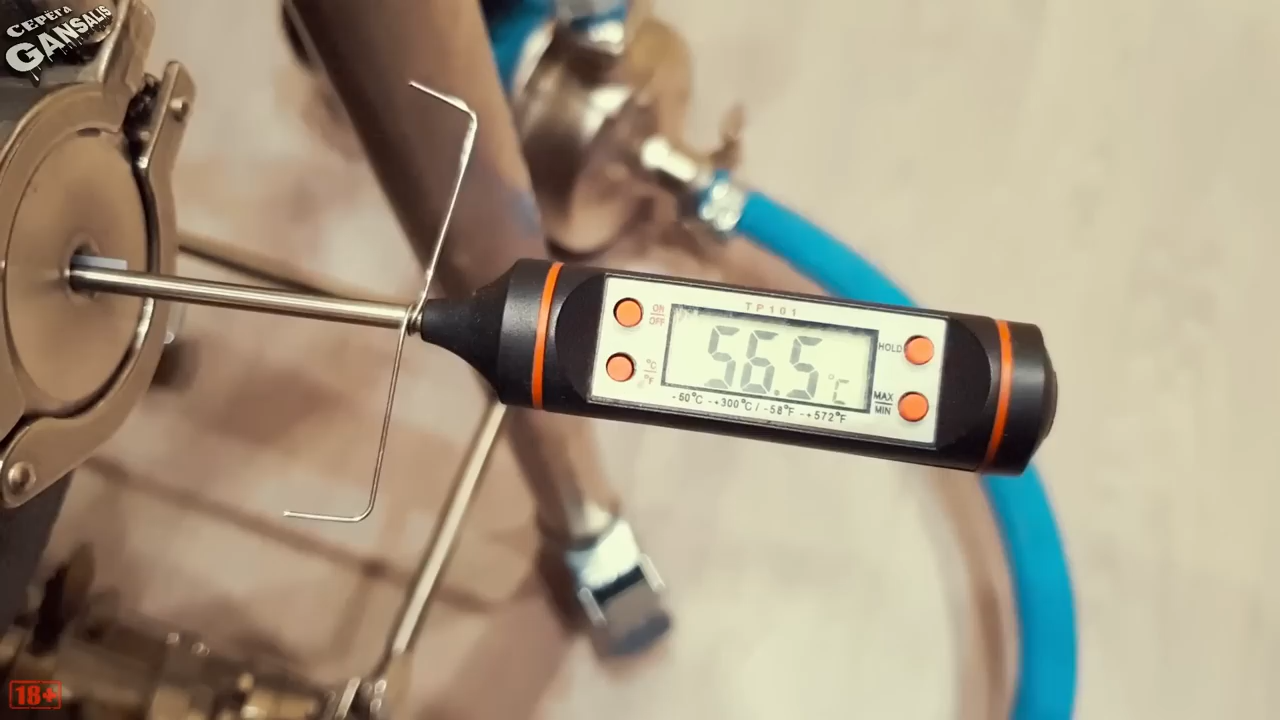 СЕРЁГА
GANSALIS
TP101
ON
OFF
HOLD
56.5°C
°C
°F
MAX
MIN
-50°C -+300°C / -58°F -+572°F
18+